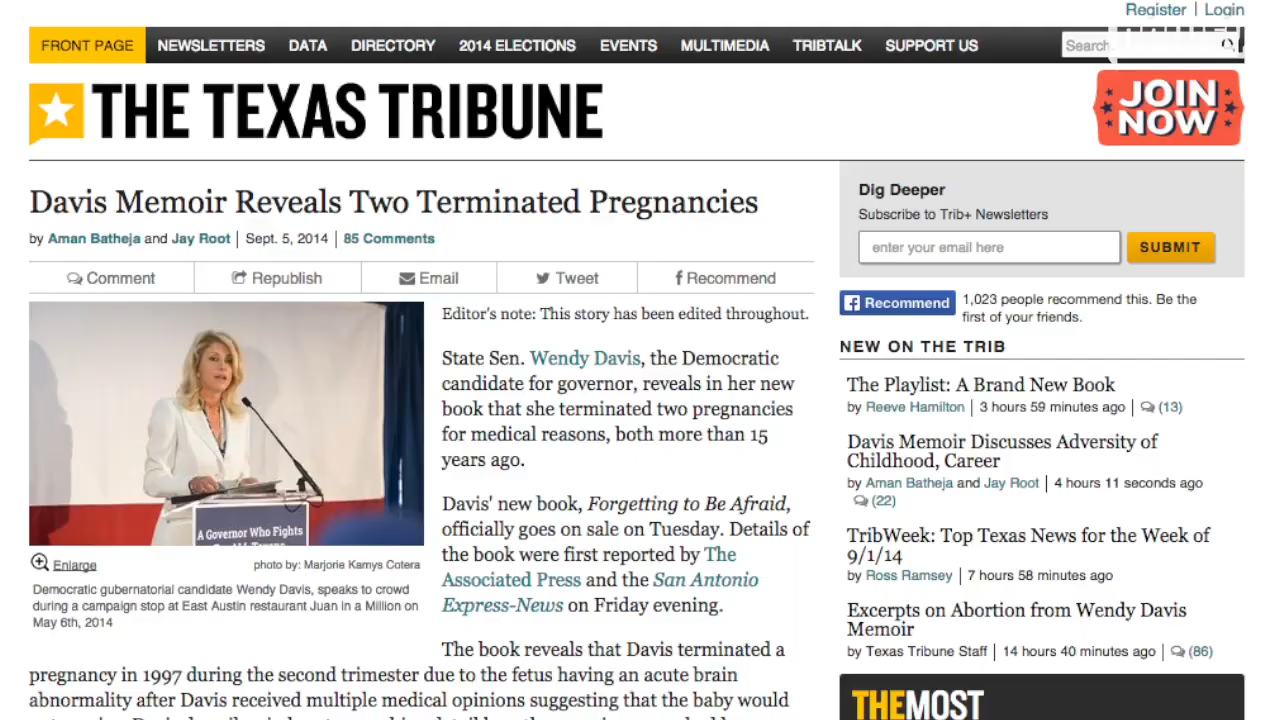 Register | Login
FRONT PAGE NEWSLETTERS DATA DIRECTORY 2014 ELECTIONS EVENTS MULTIMEDIA TRIBTALK SUPPORT US Search
THE TEXAS TRIBUNE
JOIN
NOW
Davis Memoir Reveals Two Terminated Pregnancies
by Aman Batheja and Jay Root | Sept. 5, 2014 | 85 Comments
Comment Republish Email Tweet Recommend
A Governor Who Fights
Enlarge photo by: Marjorie Kamys Cotera
Democratic gubernatorial candidate Wendy Davis, speaks to crowd
during a campaign stop at East Austin restaurant Juan in a Million on
May 6th, 2014
Editor's note: This story has been edited throughout.
State Sen. Wendy Davis, the Democratic
candidate for governor, reveals in her new
book that she terminated two pregnancies
for medical reasons, both more than 15
years ago.
Davis' new book, Forgetting to Be Afraid,
officially goes on sale on Tuesday. Details of
the book were first reported by The
Associated Press and the San Antonio
Express-News on Friday evening.
The book reveals that Davis terminated a
pregnancy in 1997 during the second trimester due to the fetus having an acute brain
abnormality after Davis received multiple medical opinions suggesting that the baby would
Dig Deeper
Subscribe to Trib+ Newsletters
enter your email here SUBMIT
Recommend 1,023 people recommend this. Be the
first of your friends.
NEW ON THE TRIB
The Playlist: A Brand New Book
by Reeve Hamilton | 3 hours 59 minutes ago | (13)
Davis Memoir Discusses Adversity of
Childhood, Career
by Aman Batheja and Jay Root | 4 hours 11 seconds ago
(22)
TribWeek: Top Texas News for the Week of
9/1/14
by Ross Ramsey | 7 hours 58 minutes ago
Excerpts on Abortion from Wendy Davis
Memoir
by Texas Tribune Staff | 14 hours 40 minutes ago | (86)
THEMOST